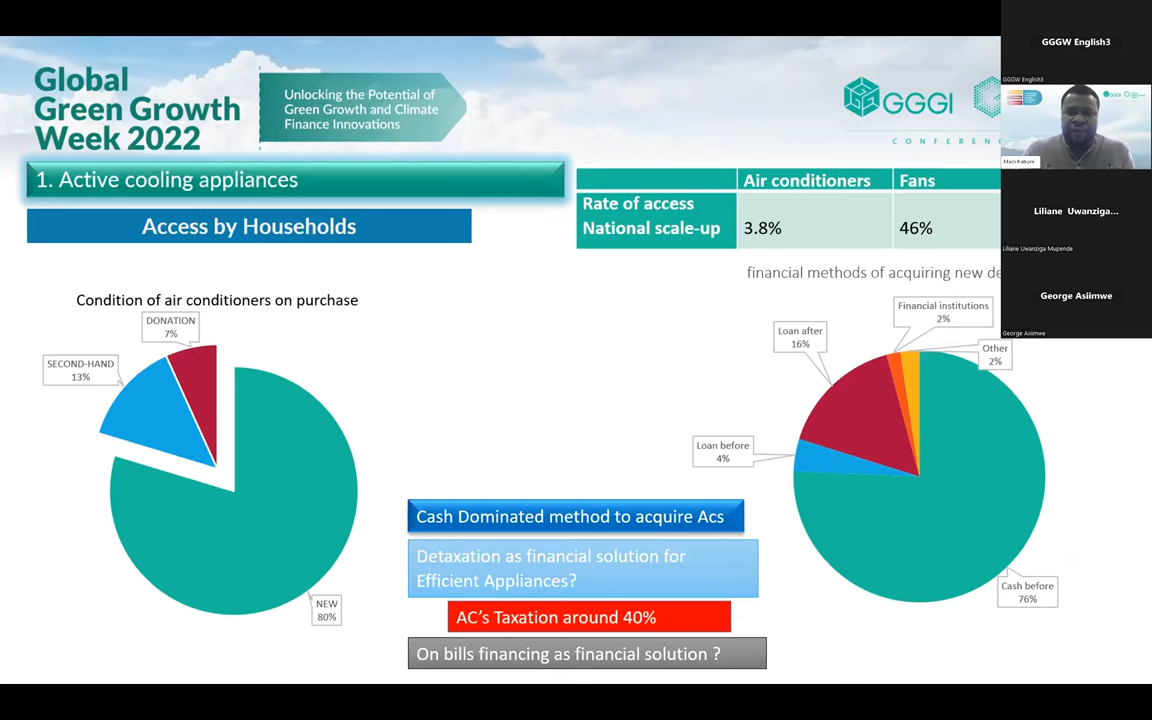 Global
Green Growth
Week 2022
Unlocking the Potential of
Green Growth and Climate
Finance Innovations
GGGI
CONFERENC
GGGW English3
GGGW English3
Maci Kabore
Liliane Uwanziga...
Liliane Uwanziga Mupende
George Asiimwe
George Asiimwe
1. Active cooling appliances
Access by Households
Air conditioners
Fans
Rate of access
National scale-up
3.8%
46%
financial methods of acquiring new de
Condition of air conditioners on purchase
DONATION
7%
SECOND-HAND
13%
NEW
80%
Financial institutions
2%
Loan after
16%
Other
2%
Loan before
4%
Cash before
76%
Cash Dominated method to acquire Acs
Detaxation as financial solution for
Efficient Appliances?
AC's Taxation around 40%
On bills financing as financial solution ?